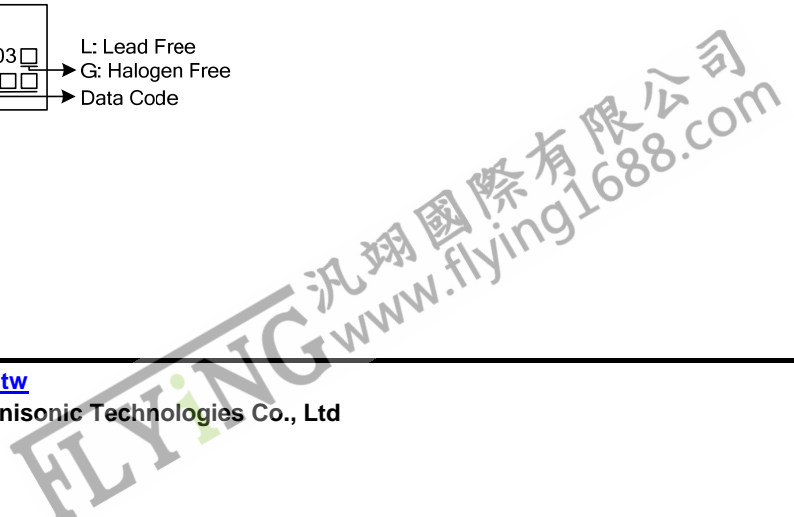 03□
L: Lead Free
G: Halogen Free
□□
Data Code
FLYiNG 汎翊國際有限公司
www.flying1688.com
tw
nisonic Technologies Co., Ltd